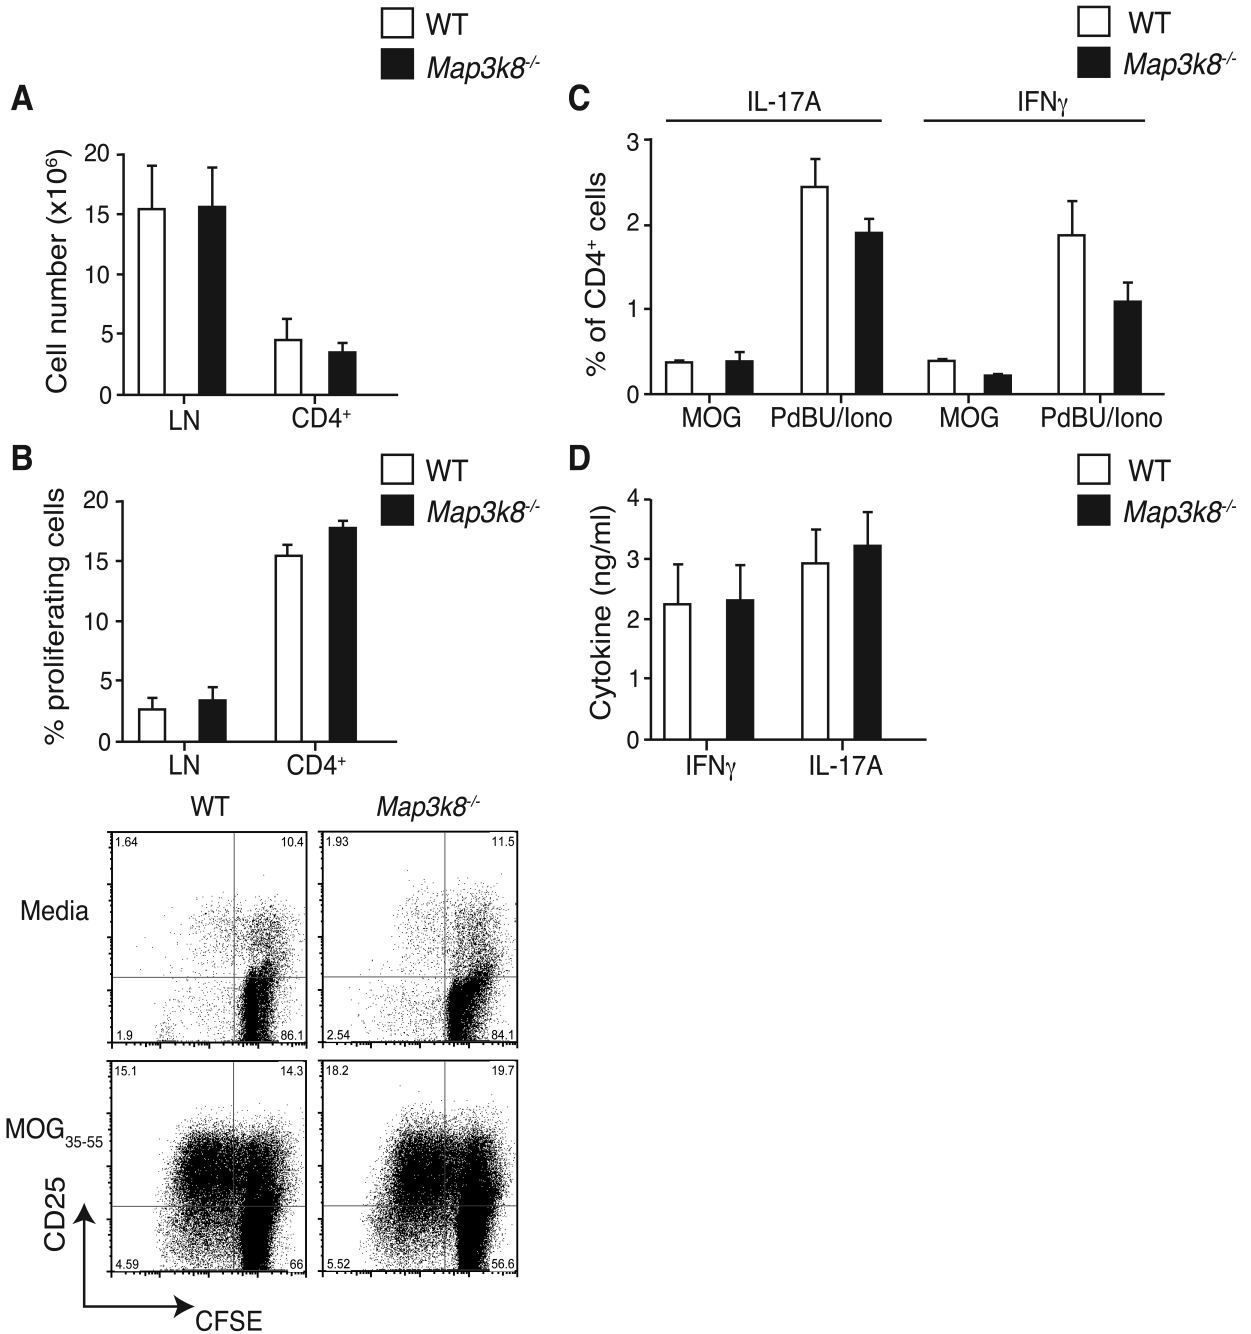 WT
Map3k8-/-
A
Cell number (x10⁶)
20
15
10
5
0
LN
CD4⁺
B
WT
Map3k8-/-
% proliferating cells
20
15
10
5
0
LN
CD4⁺
WT
Map3k8-/-
Media
1.64
10.4
1.9
86.1
1.93
11.5
2.54
84.1
MOG35-55
15.1
14.3
4.59
66
18.2
19.7
5.52
56.6
CD25
CFSE
WT
Map3k8-/-
C
IL-17A
IFNγ
% of CD4⁺ cells
3
2
1
0
MOG
PdBU/Iono
MOG
PdBU/Iono
D
WT
Map3k8-/-
Cytokine (ng/ml)
4
3
2
1
0
IFNγ
IL-17A